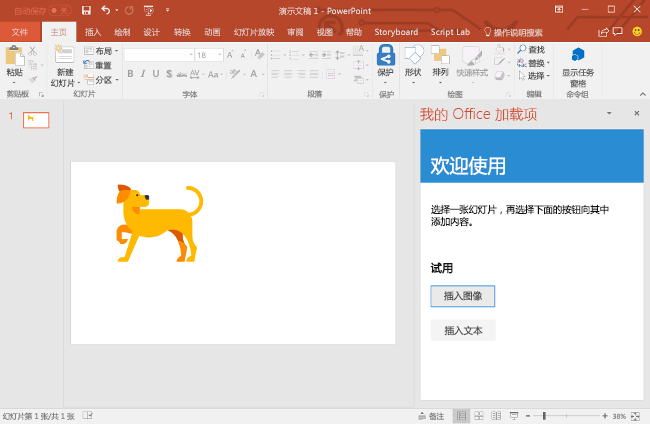 自动保存 关
演示文稿 1 - PowerPoint
文件 主页 插入 绘制 设计 转换 动画 幻灯片放映 审阅 视图 帮助 Storyboard Script Lab 操作说明搜索
粘贴
剪贴板
新建
幻灯片
布局
重置
分区
幻灯片
18
B I U S abc AV Aa A
字体
段落
保护
保护
形状
排列
快速样式
绘图
查找
替换
选择
编辑
显示任务
窗格
命令组
1
我的 Office 加载项
欢迎使用
选择一张幻灯片，再选择下面的按钮向其中
添加内容。
试用
插入图像
插入文本
幻灯片第 1 张/共 1 张
备注
38%